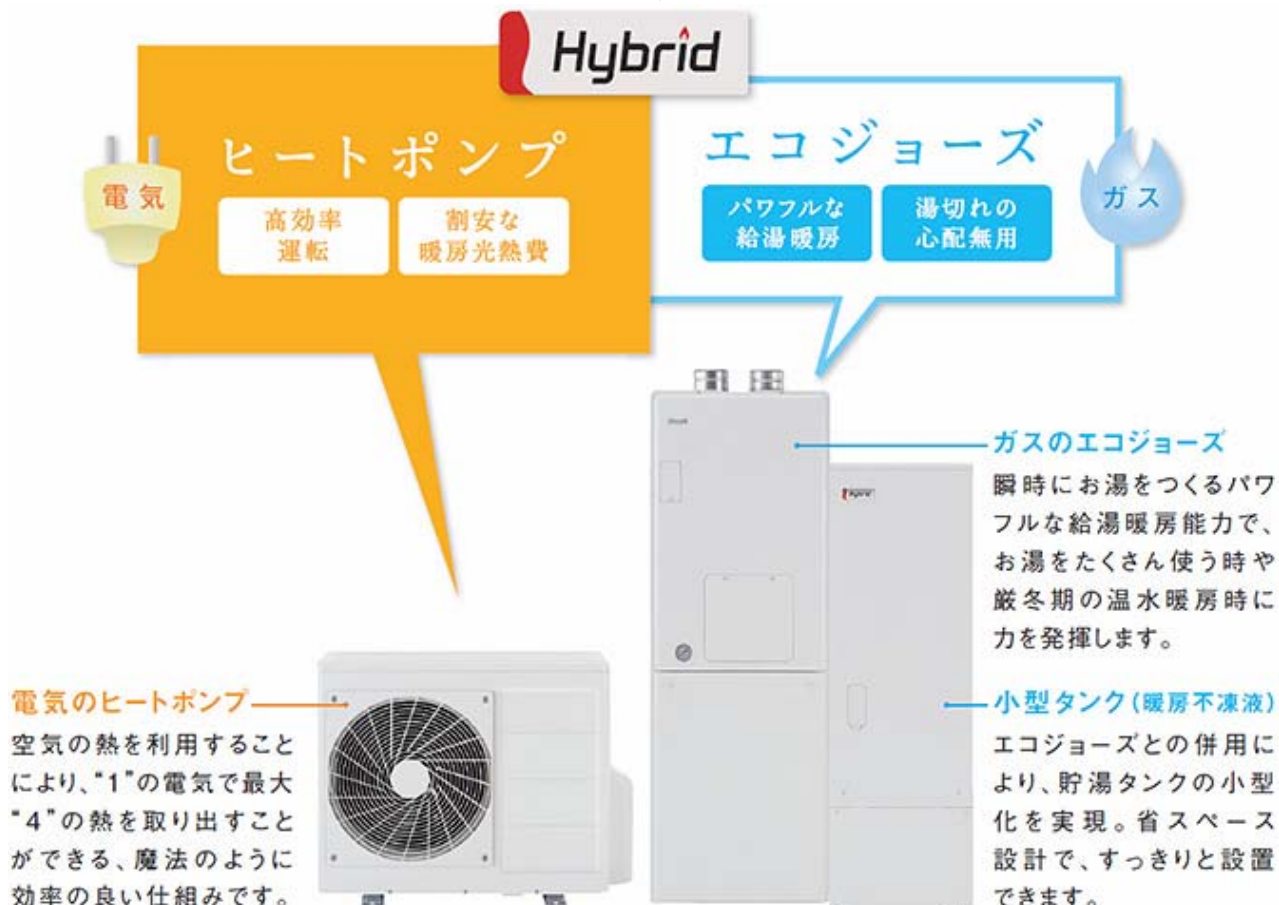 Hybrid
ヒートポンプ
電気
高効率
運転
割安な
暖房光熱費
エコジョーズ
パワフルな
給湯暖房
湯切れの
心配無用
ガス
ガスのエコジョーズ
瞬時にお湯をつくるパワ
フルな給湯暖房能力で、
お湯をたくさん使う時や
厳冬期の温水暖房時に
力を発揮します。
Hybrid
電気のヒートポンプ
空気の熱を利用すること
により、“1”の電気で最大
“4”の熱を取り出すこと
ができる、魔法のように
効率の良い仕組みです。
小型タンク(暖房不凍液)
エコジョーズとの併用に
より、貯湯タンクの小型
化を実現。省スペース
設計で、すっきりと設置
できます。